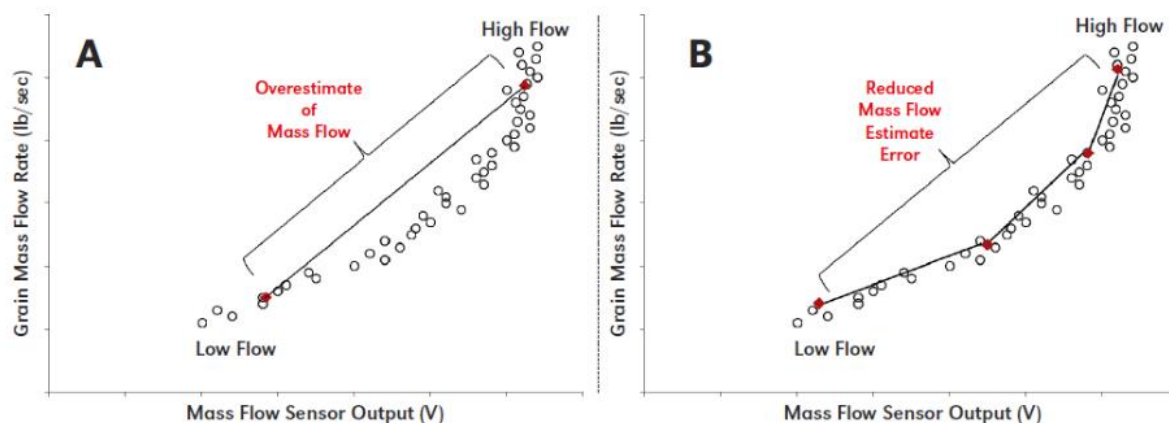 A
High Flow
Overestimate
of
Mass Flow
Grain Mass Flow Rate (lb/sec)
Low Flow
Mass Flow Sensor Output (V)
B
High Flow
Reduced
Mass Flow
Estimate
Error
Grain Mass Flow Rate (lb/sec)
Low Flow
Mass Flow Sensor Output (V)